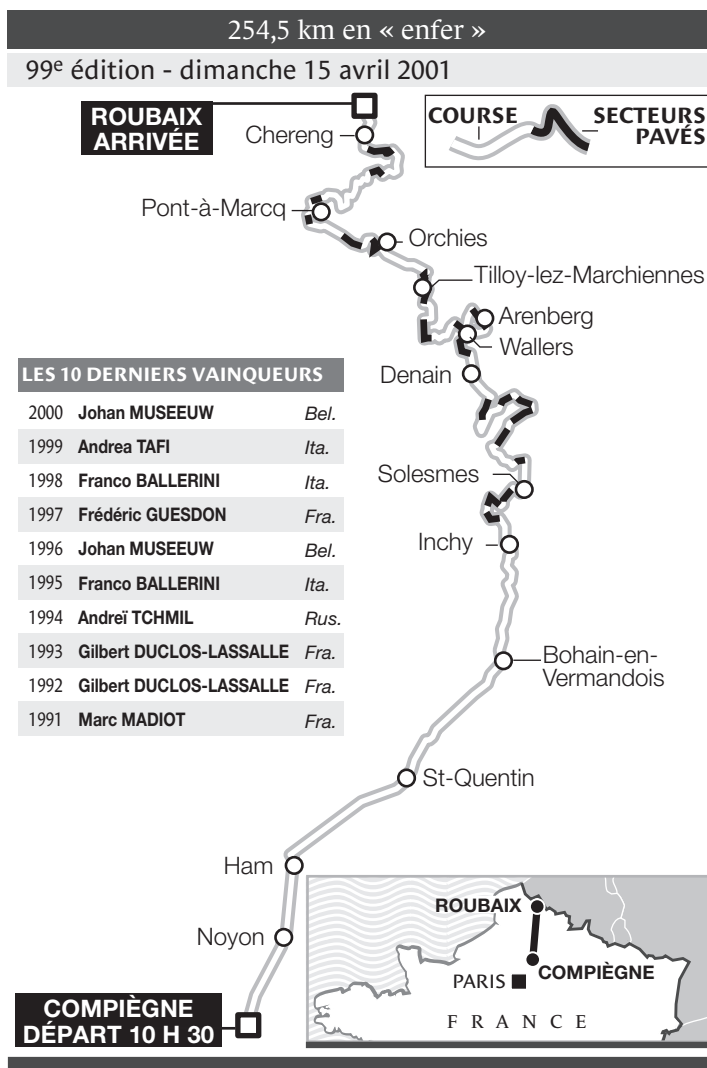 254,5 km en « enfer »
99e édition - dimanche 15 avril 2001
ROUBAIX
ARRIVÉE
COURSE
SECTEURS
PAVÉS
Chereng
Pont-à-Marcq
Orchies
Tilloy-lez-Marchiennes
Arenberg
Wallers
Denain
LES 10 DERNIERS VAINQUEURS
2000 Johan MUSEEUW Bel.
1999 Andrea TAFI Ita.
1998 Franco BALLERINI Ita.
1997 Frédéric GUESDON Fra.
1996 Johan MUSEEUW Bel.
1995 Franco BALLERINI Ita.
1994 Andreï TCHMIL Rus.
1993 Gilbert DUCLOS-LASSALLE Fra.
1992 Gilbert DUCLOS-LASSALLE Fra.
1991 Marc MADIOT Fra.
Solesmes
Inchy
Bohain-en-
Vermandois
St-Quentin
Ham
Noyon
COMPIÈGNE
DÉPART 10 H 30
ROUBAIX
COMPIÈGNE
PARIS
FRANCE